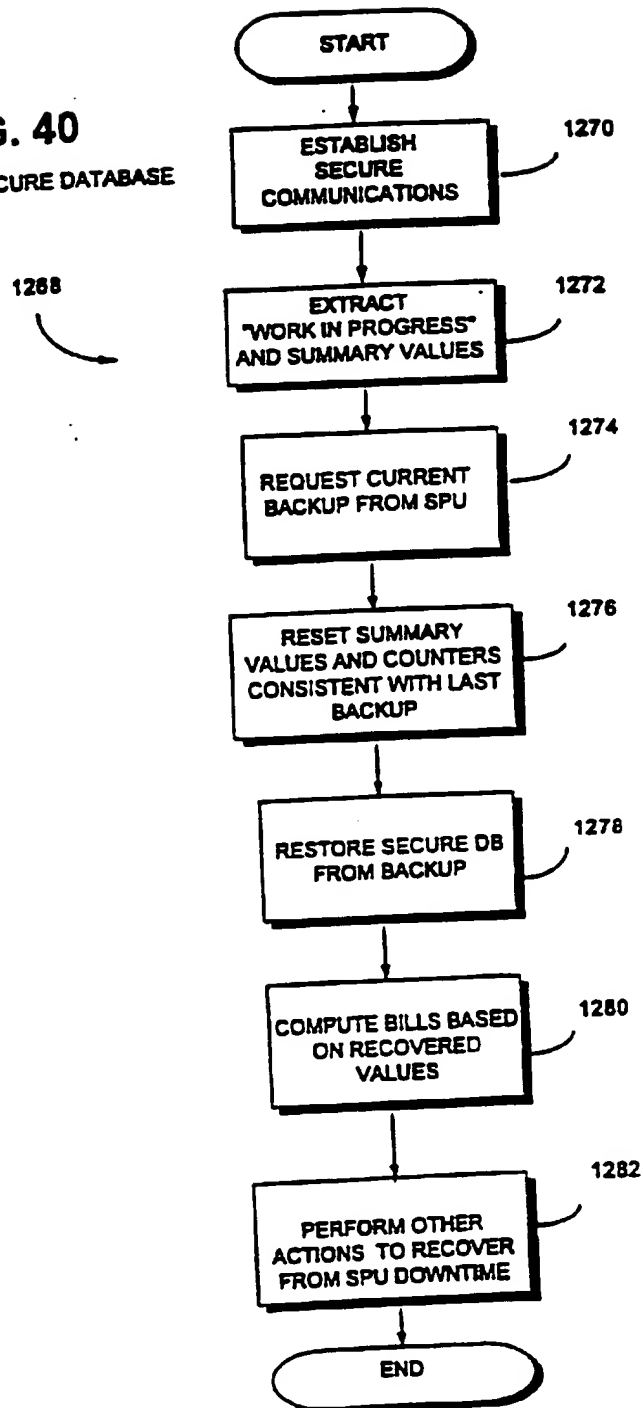 START
G. 40
CURE DATABASE
1270
ESTABLISH
SECURE
COMMUNICATIONS
1268
1272
EXTRACT
"WORK IN PROGRESS"
AND SUMMARY VALUES
1274
REQUEST CURRENT
BACKUP FROM SPU
1276
RESET SUMMARY
VALUES AND COUNTERS
CONSISTENT WITH LAST
BACKUP
1278
RESTORE SECURE DB
FROM BACKUP
1280
COMPUTE BILLS BASED
ON RECOVERED
VALUES
1282
PERFORM OTHER
ACTIONS TO RECOVER
FROM SPU DOWNTIME
END